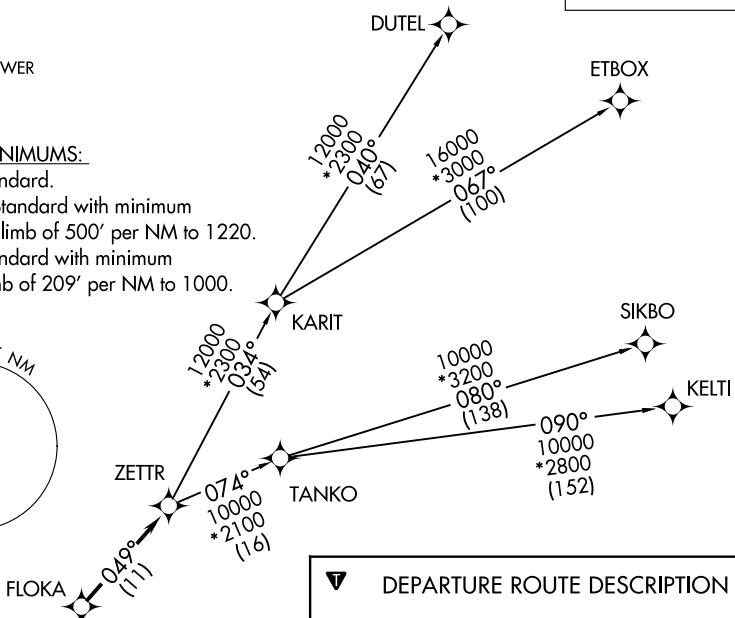 DUTEL
WER
ETBOX
12000
*2300
040°
(67)
16000
*3000
067°
(100)
NIMUMS:
ndard.
Standard with minimum
limb of 500' per NM to 1220.
ndard with minimum
b of 209' per NM to 1000.
KARIT
SIKBO
NM
12000
*2300
034°
(54)
10000
*3200
080°
(138)
KELTI
090°
10000
*2800
(152)
ZETTR
074°
10000
*2100
(16)
TANKO
049°
(11)
FLOKA
T DEPARTURE ROUTE DESCRIPTION